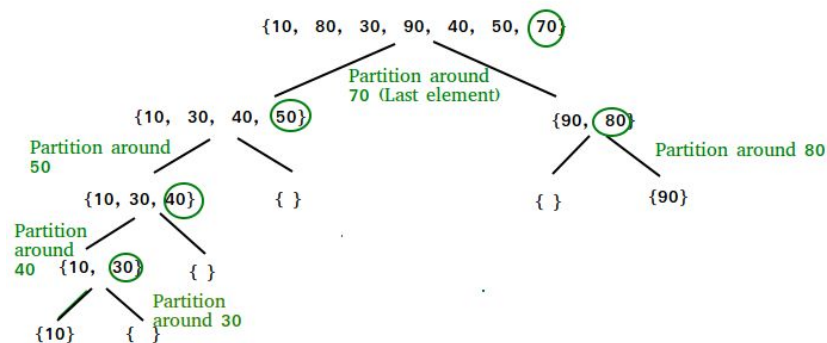 {10, 80, 30, 90, 40, 50, 70}
Partition around
70 (Last element)
{10, 30, 40, 50}
{90, 80}
Partition around
50
Partition around 80
{10, 30, 40}
{ }
{ }
{90}
Partition
around
40
{10, 30}
{ }
Partition
around 30
{10}
{ }